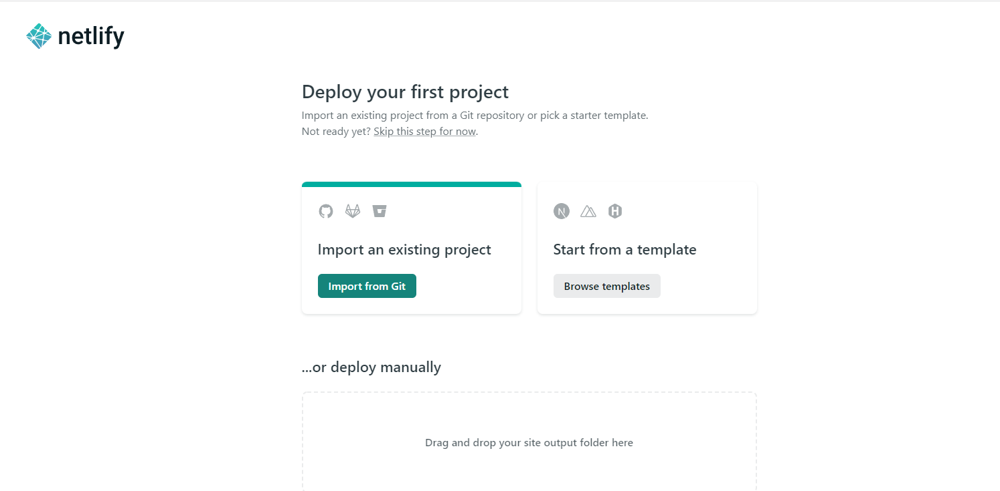 netlify
Deploy your first project
Import an existing project from a Git repository or pick a starter template.
Not ready yet? Skip this step for now.
Import an existing project
Import from Git
Start from a template
Browse templates
...or deploy manually
Drag and drop your site output folder here